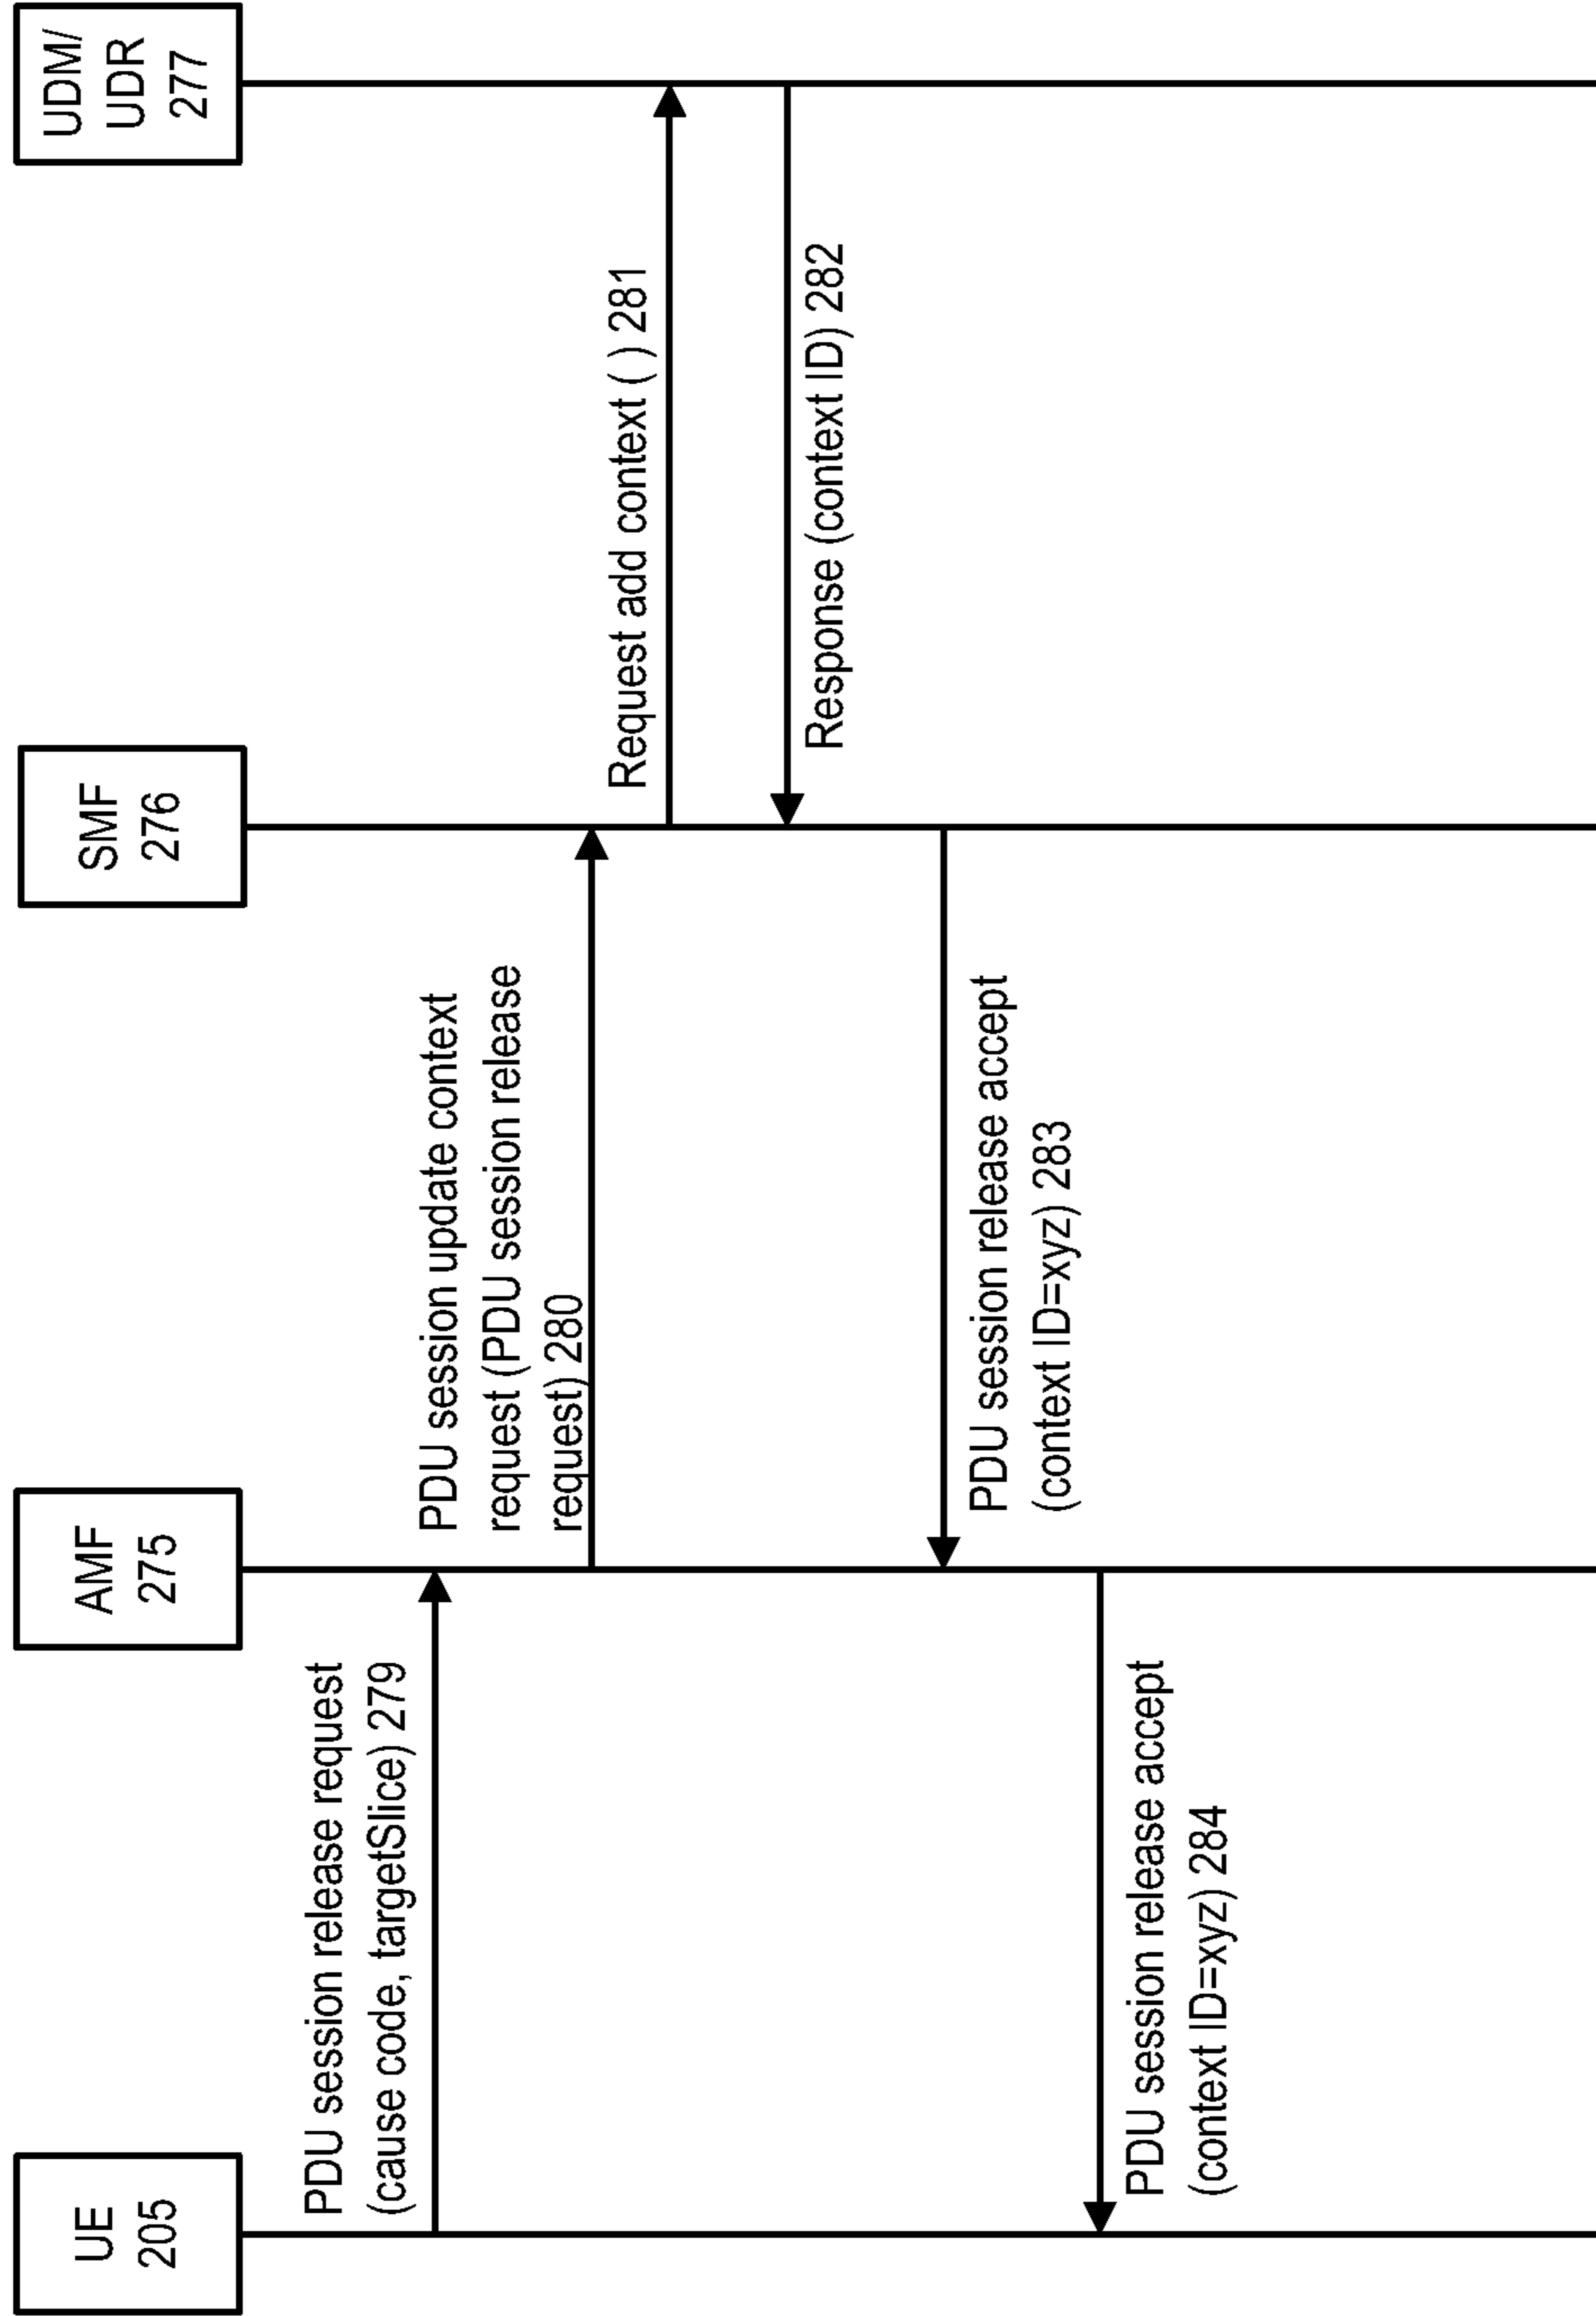 UE
205
AMF
275
SMF
276
UDM/
UDR
277
PDU session release request
(cause code, targetSlice) 279
PDU session update context
request (PDU session release
request) 280
Request add context ( ) 281
Response (context ID) 282
PDU session release accept
(context ID=xyz) 283
PDU session release accept
(context ID=xyz) 284